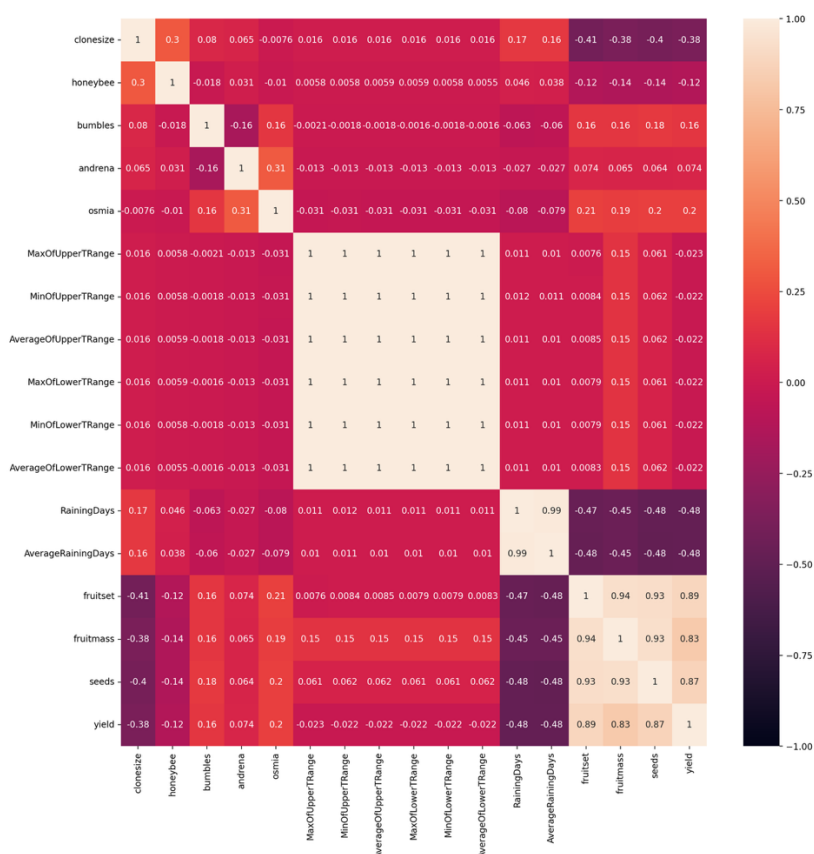 clonesize 1 0.3 0.08 0.065 -0.0076 0.016 0.016 0.016 0.016 0.016 0.016 0.17 0.16 -0.41 -0.38 -0.4 -0.38
honeybee 0.3 1 -0.018 0.031 -0.01 0.0058 0.0058 0.0059 0.0059 0.0058 0.0055 0.046 0.038 -0.12 -0.14 -0.14 -0.12
bumbles 0.08 -0.018 1 -0.16 0.16 -0.0021 -0.0018 -0.0018 -0.0016 -0.0018 -0.0016 -0.063 -0.06 0.16 0.16 0.18 0.16
andrena 0.065 0.031 -0.16 1 0.31 -0.013 -0.013 -0.013 -0.013 -0.013 -0.013 -0.027 -0.027 0.074 0.065 0.064 0.074
osmia -0.0076 -0.01 0.16 0.31 1 -0.031 -0.031 -0.031 -0.031 -0.031 -0.031 -0.08 -0.079 0.21 0.19 0.2 0.2
MaxOfUpperTRange 0.016 0.0058 -0.0021 -0.013 -0.031 1 1 1 1 1 1 0.011 0.01 0.0076 0.15 0.061 -0.023
MinOfUpperTRange 0.016 0.0058 -0.0018 -0.013 -0.031 1 1 1 1 1 1 0.012 0.011 0.0084 0.15 0.062 -0.022
AverageOfUpperTRange 0.016 0.0059 -0.0018 -0.013 -0.031 1 1 1 1 1 1 0.011 0.01 0.0085 0.15 0.062 -0.022
MaxOfLowerTRange 0.016 0.0059 -0.0016 -0.013 -0.031 1 1 1 1 1 1 0.011 0.01 0.0079 0.15 0.061 -0.022
MinOfLowerTRange 0.016 0.0058 -0.0018 -0.013 -0.031 1 1 1 1 1 1 0.011 0.01 0.0079 0.15 0.061 -0.022
AverageOfLowerTRange 0.016 0.0055 -0.0016 -0.013 -0.031 1 1 1 1 1 1 0.011 0.01 0.0083 0.15 0.062 -0.022
RainingDays 0.17 0.046 -0.063 -0.027 -0.08 0.011 0.012 0.011 0.011 0.011 0.011 1 0.99 -0.47 -0.45 -0.48 -0.48
AverageRainingDays 0.16 0.038 -0.06 -0.027 -0.079 0.01 0.011 0.01 0.01 0.01 0.01 0.99 1 -0.48 -0.45 -0.48 -0.48
fruitset -0.41 -0.12 0.16 0.074 0.21 0.0076 0.0084 0.0085 0.0079 0.0079 0.0083 -0.47 -0.48 1 0.94 0.93 0.89
fruitmass -0.38 -0.14 0.16 0.065 0.19 0.15 0.15 0.15 0.15 0.15 0.15 -0.45 -0.45 0.94 1 0.93 0.83
seeds -0.4 -0.14 0.18 0.064 0.2 0.061 0.062 0.062 0.061 0.061 0.062 -0.48 -0.48 0.93 0.93 1 0.87
yield -0.38 -0.12 0.16 0.074 0.2 -0.023 -0.022 -0.022 -0.022 -0.022 -0.022 -0.48 -0.48 0.89 0.83 0.87 1
clonesize
honeybee
bumbles
andrena
osmia
MaxOfUpperTRange
MinOfUpperTRange
verageOfUpperTRange
MaxOfLowerTRange
MinOfLowerTRange
verageOfLowerTRange
RainingDays
AverageRainingDays
fruitset
fruitmass
seeds
yield
1.00
0.75
0.50
0.25
0.00
−0.25
−0.50
−0.75
−1.00